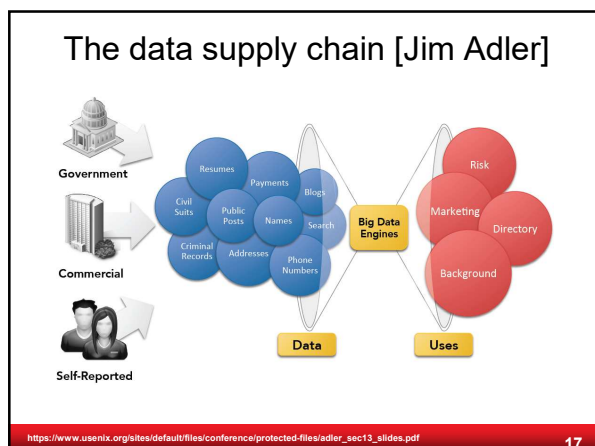 The data supply chain [Jim Adler]
Government
Commercial
Self-Reported
Resumes
Payments
Blogs
Civil
Suits
Public
Posts
Names
Search
Criminal
Records
Addresses
Phone
Numbers
Big Data
Engines
Risk
Marketing
Directory
Background
Data
Uses
https://www.usenix.org/sites/default/files/conference/protected-files/adler_sec13_slides.pdf
17